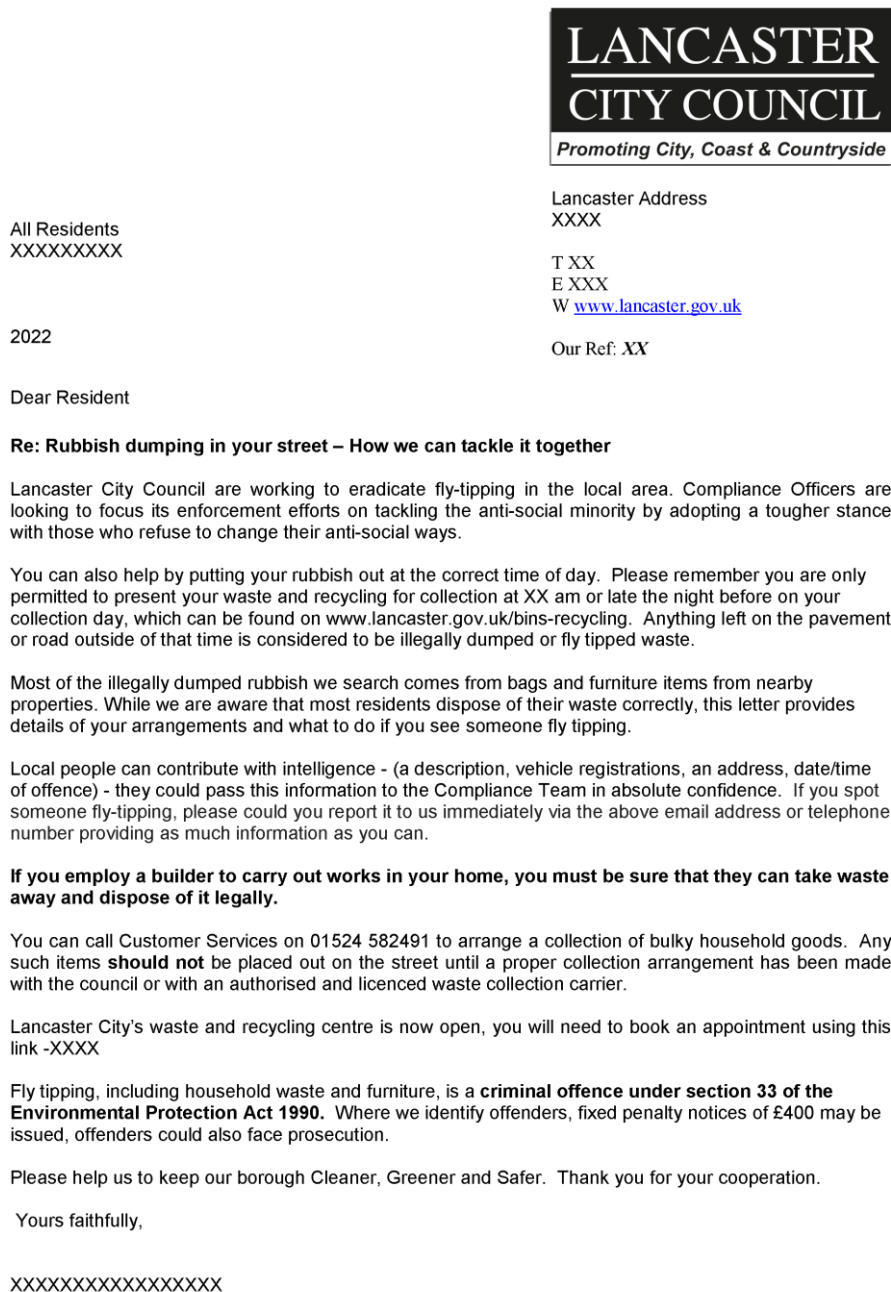 LANCASTER
CITY COUNCIL
Promoting City, Coast & Countryside
Lancaster Address
XXXX
All Residents
XXXXXXXXX
T XX
E XXX
W www.lancaster.gov.uk
2022
Our Ref: XX
Dear Resident
Re: Rubbish dumping in your street – How we can tackle it together
Lancaster City Council are working to eradicate fly-tipping in the local area. Compliance Officers are
looking to focus its enforcement efforts on tackling the anti-social minority by adopting a tougher stance
with those who refuse to change their anti-social ways.
You can also help by putting your rubbish out at the correct time of day. Please remember you are only
permitted to present your waste and recycling for collection at XX am or late the night before on your
collection day, which can be found on www.lancaster.gov.uk/bins-recycling. Anything left on the pavement
or road outside of that time is considered to be illegally dumped or fly tipped waste.
Most of the illegally dumped rubbish we search comes from bags and furniture items from nearby
properties. While we are aware that most residents dispose of their waste correctly, this letter provides
details of your arrangements and what to do if you see someone fly tipping.
Local people can contribute with intelligence - (a description, vehicle registrations, an address, date/time
of offence) - they could pass this information to the Compliance Team in absolute confidence. If you spot
someone fly-tipping, please could you report it to us immediately via the above email address or telephone
number providing as much information as you can.
If you employ a builder to carry out works in your home, you must be sure that they can take waste
away and dispose of it legally.
You can call Customer Services on 01524 582491 to arrange a collection of bulky household goods. Any
such items should not be placed out on the street until a proper collection arrangement has been made
with the council or with an authorised and licenced waste collection carrier.
Lancaster City’s waste and recycling centre is now open, you will need to book an appointment using this
link -XXXX
Fly tipping, including household waste and furniture, is a criminal offence under section 33 of the
Environmental Protection Act 1990. Where we identify offenders, fixed penalty notices of £400 may be
issued, offenders could also face prosecution.
Please help us to keep our borough Cleaner, Greener and Safer. Thank you for your cooperation.
Yours faithfully,
XXXXXXXXXXXXXXXXX